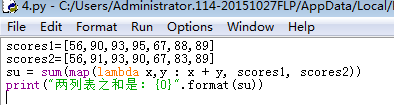 4.py - C:/Users/Administrator.114-20151027FLP/AppData/Local/
File Edit Format Run Options Window Help
scores1=[56,90,93,95,67,88,89]
scores2=[56,91,93,90,67,83,89]
su = sum(map(lambda x,y : x + y, scores1, scores2))
print("两列表之和是：{0}".format(su))